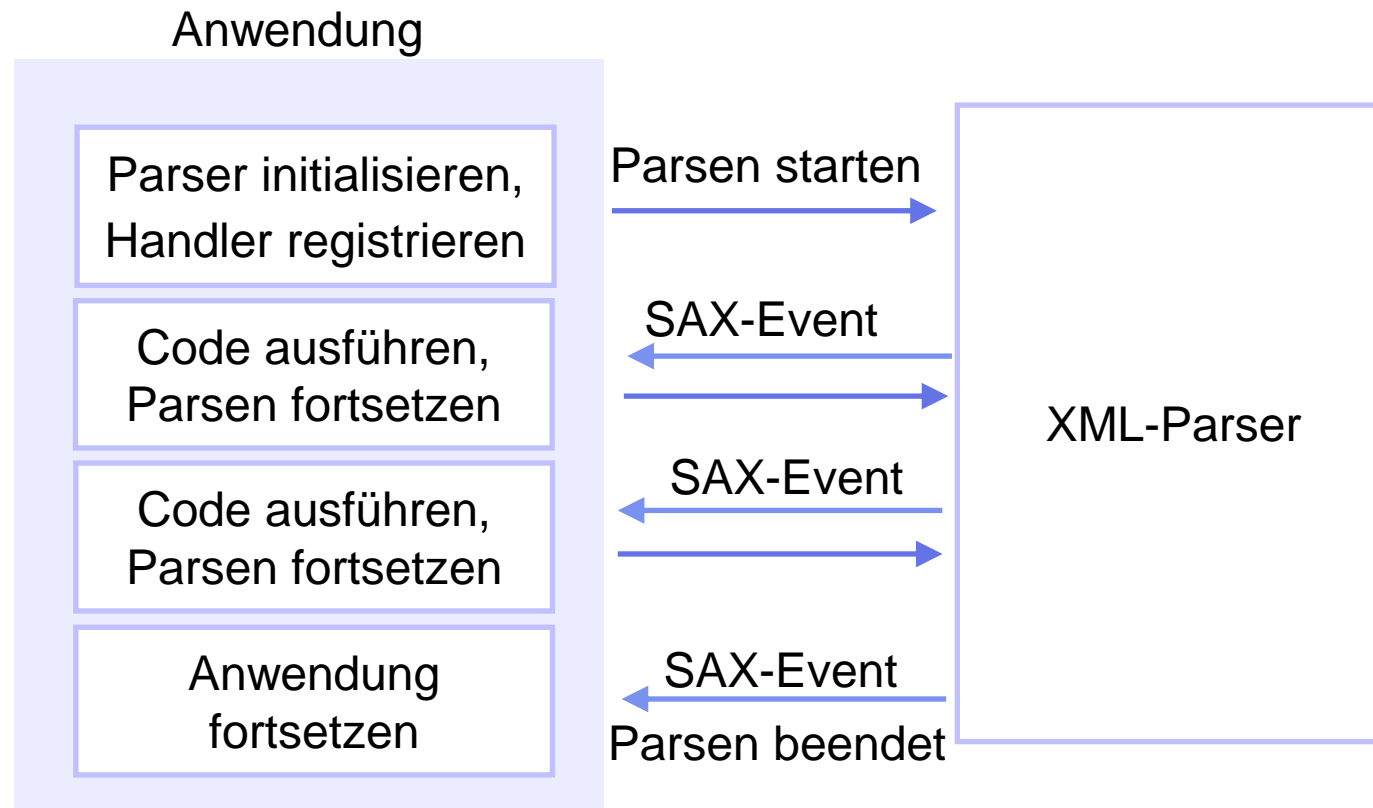 Anwendung
Parser initialisieren,
Handler registrieren
Parsen starten
Code ausführen,
Parsen fortsetzen
SAX-Event
XML-Parser
Code ausführen,
Parsen fortsetzen
SAX-Event
Anwendung
fortsetzen
SAX-Event
Parsen beendet